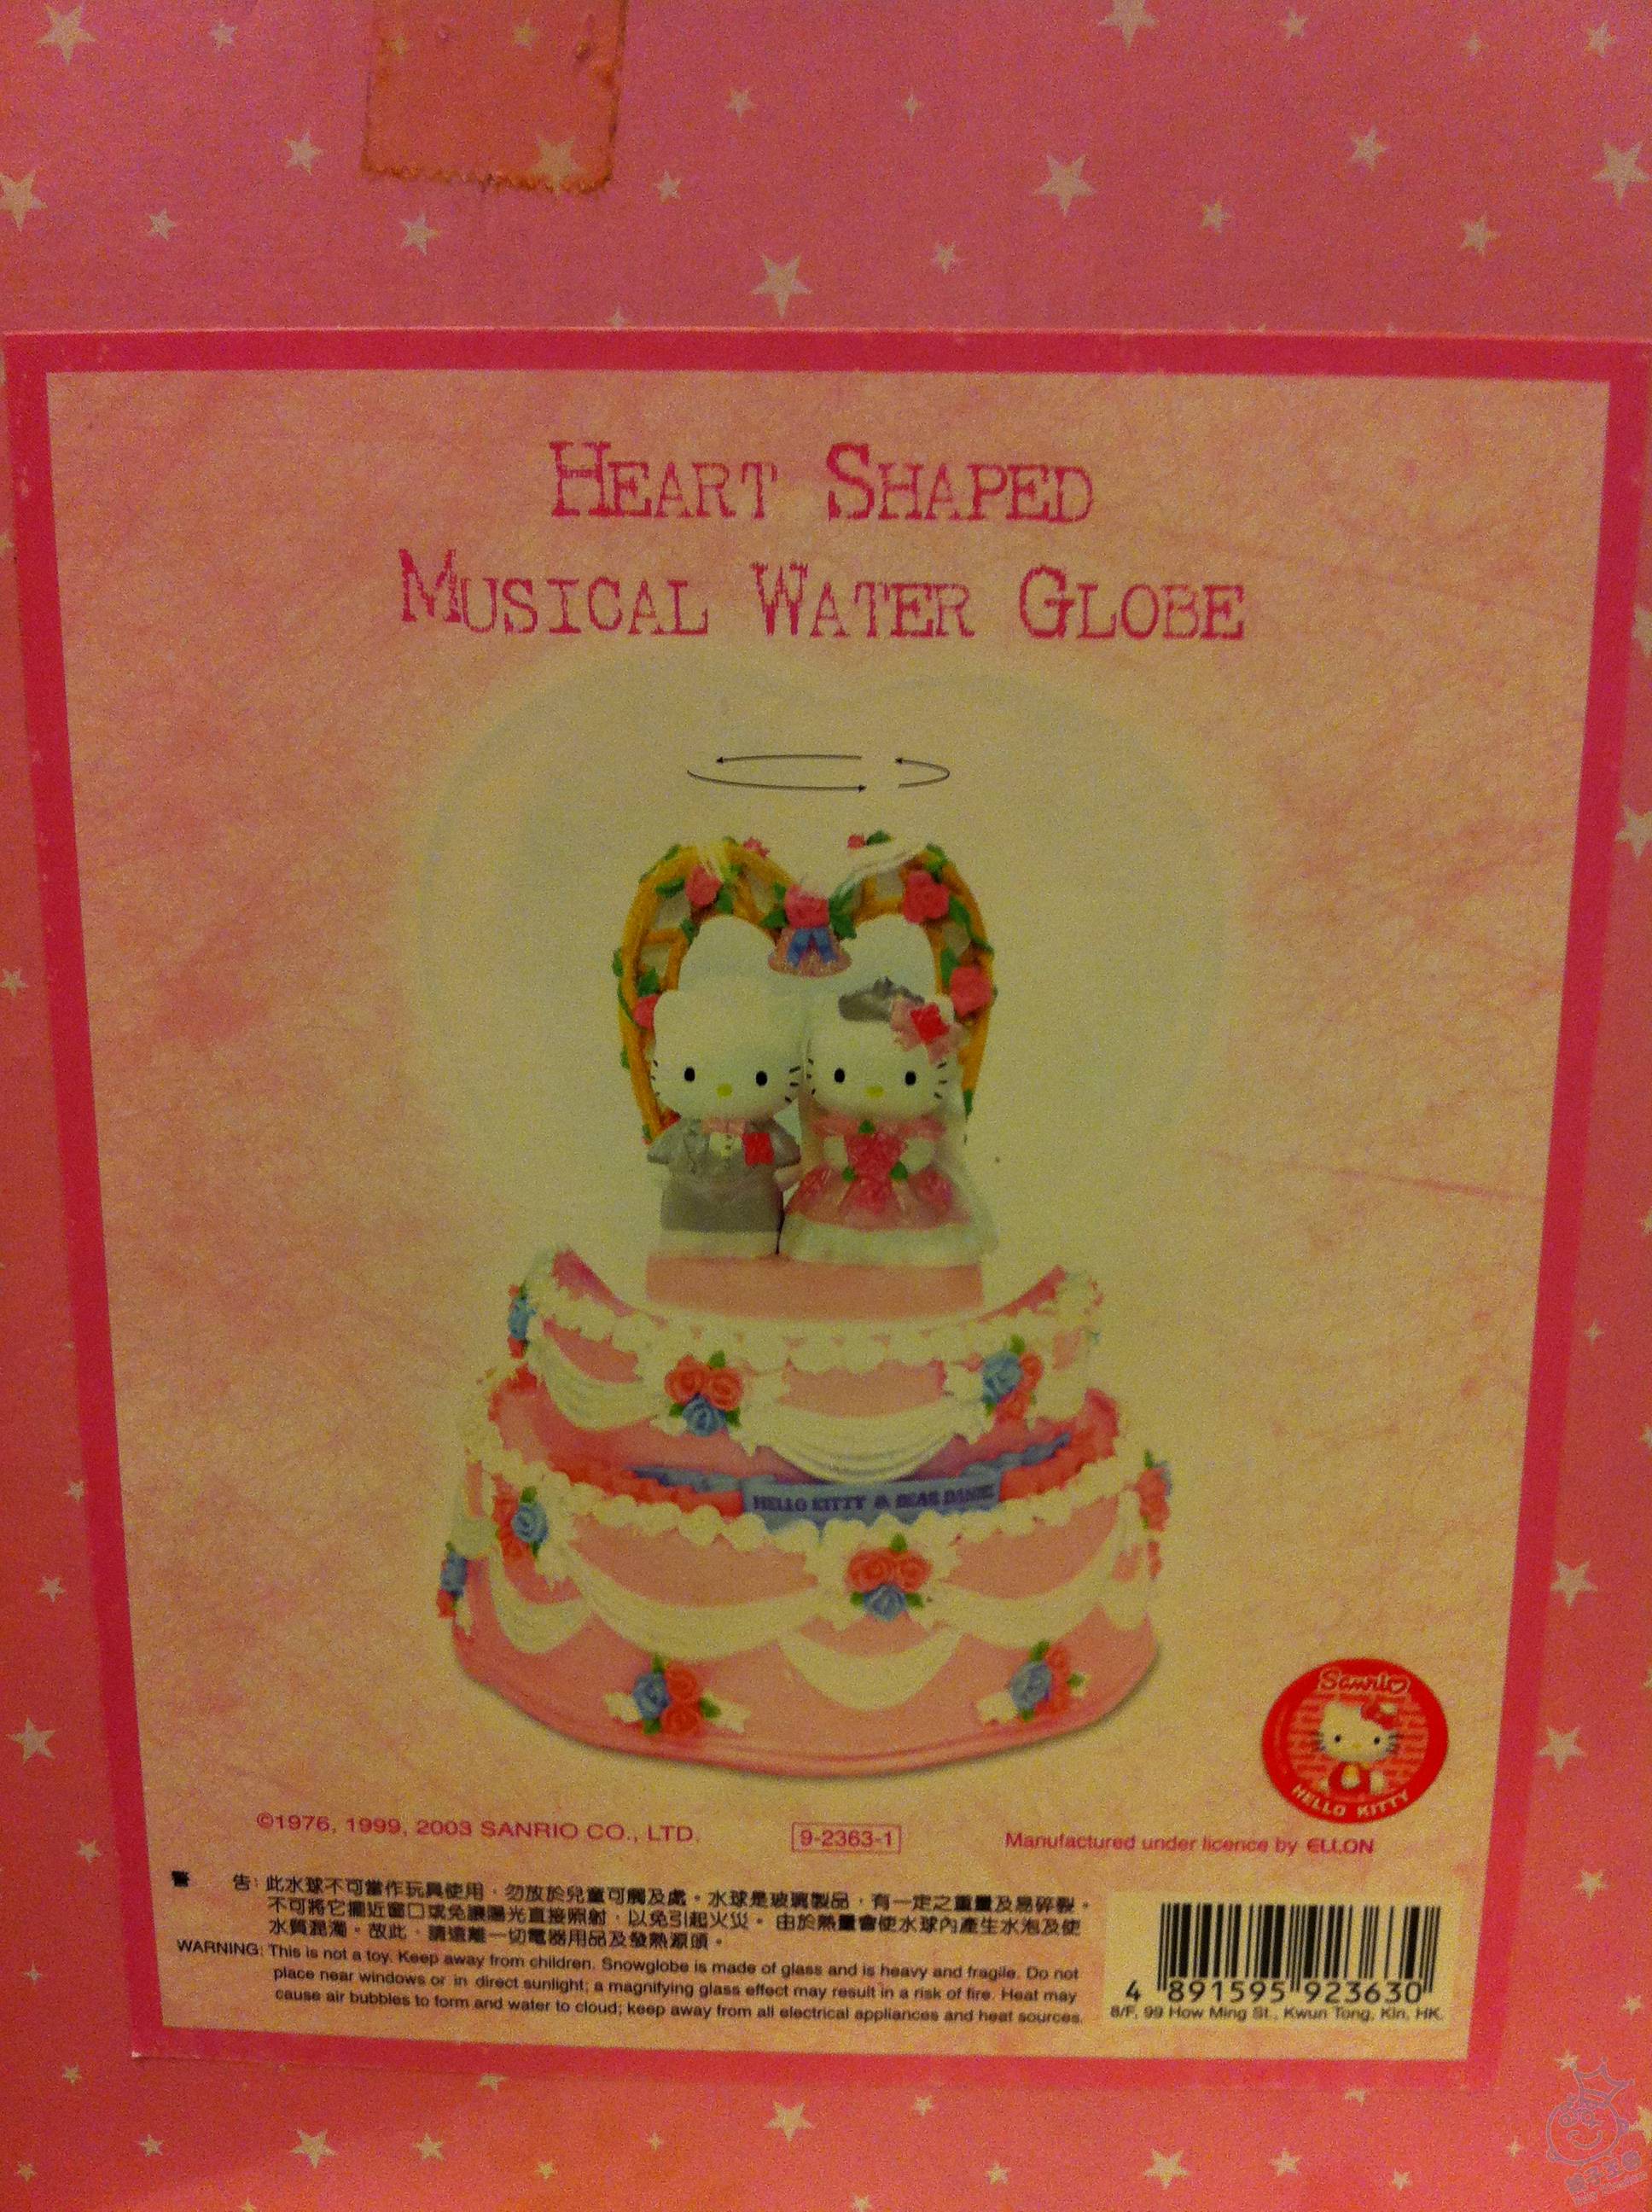 HEART SHAPED
MUSICAL WATER GLOBE
HELLO KITTY & DEAR DANIEL
Sanrio
HELLO KITTY
©1976, 1999, 2003 SANRIO CO., LTD.
9-2363-1
Manufactured under licence by ELLON
警 告: 此水球不可當作玩具使用，勿放於兒童可觸及處。水球是玻璃製品，有一定之重量及易碎裂。
不可將它擺近窗口或免讓陽光直接照射，以免引起火災。由於熱量會使水球內產生水泡及使
水質混濁。故此，請遠離一切電器用品及發熱源頭。
WARNING: This is not a toy. Keep away from children. Snowglobe is made of glass and is heavy and fragile. Do not
place near windows or in direct sunlight; a magnifying glass effect may result in a risk of fire. Heat may
cause air bubbles to form and water to cloud; keep away from all electrical appliances and heat sources.
4 891595 923630
8/F, 99 How Ming St., Kwun Tong, Kln, HK.